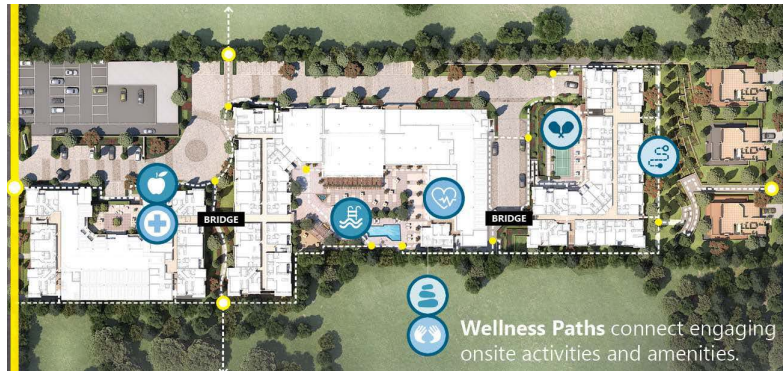 BRIDGE
BRIDGE
Wellness Paths connect engaging
onsite activities and amenities.